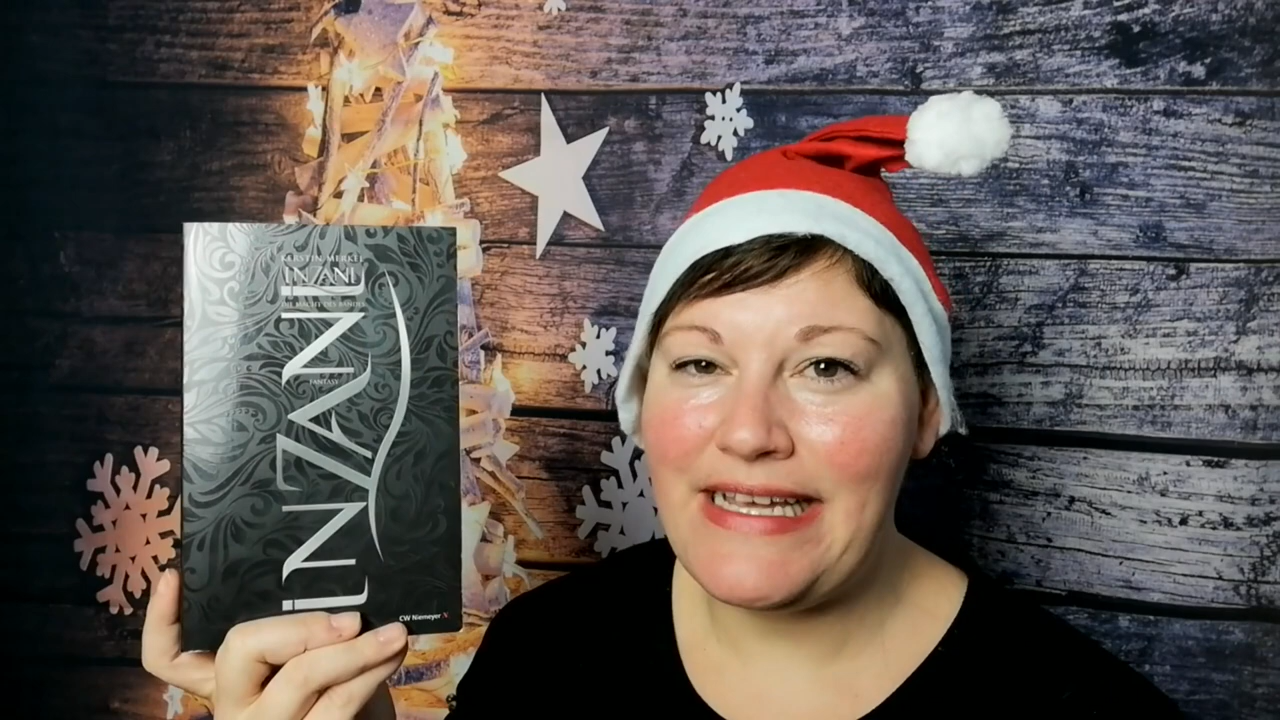 KERSTIN MERKEL
INZANI
DIE MACHT DES BANDES
INZANI
FANTASY
CW Niemeyer